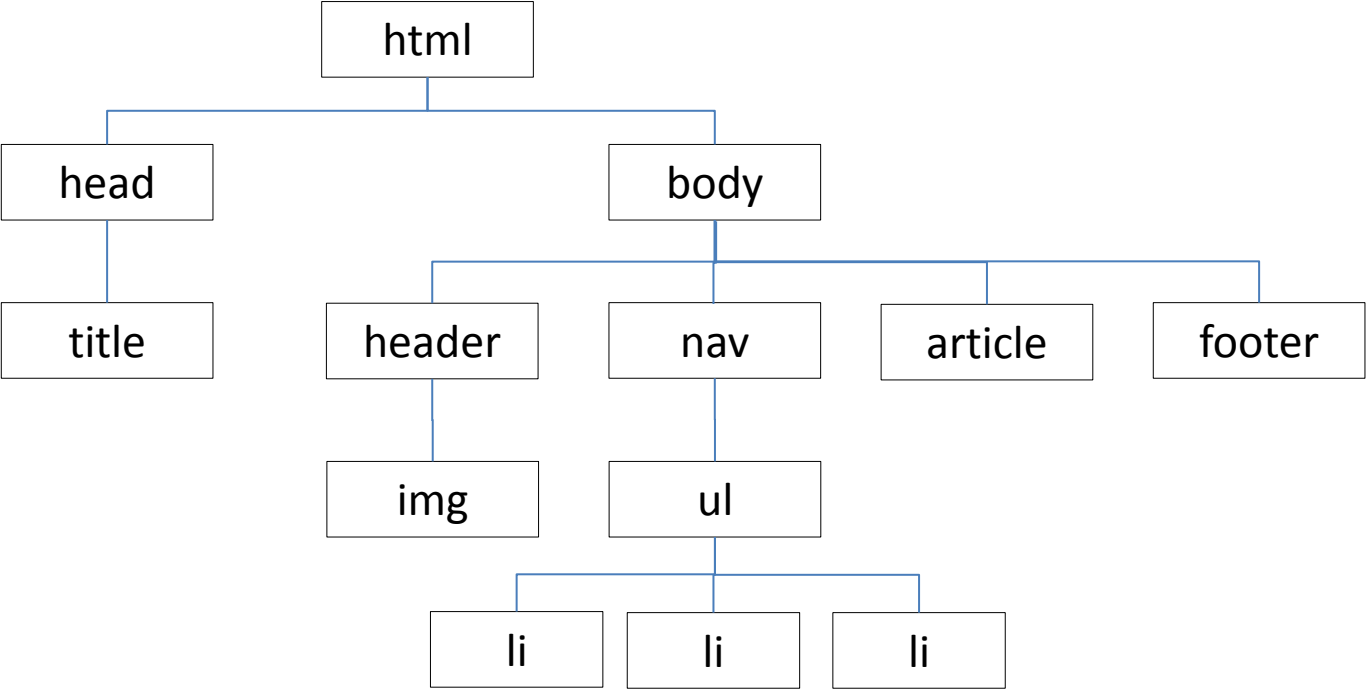 html
head
body
title
header
nav
article
footer
img
ul
li
li
li